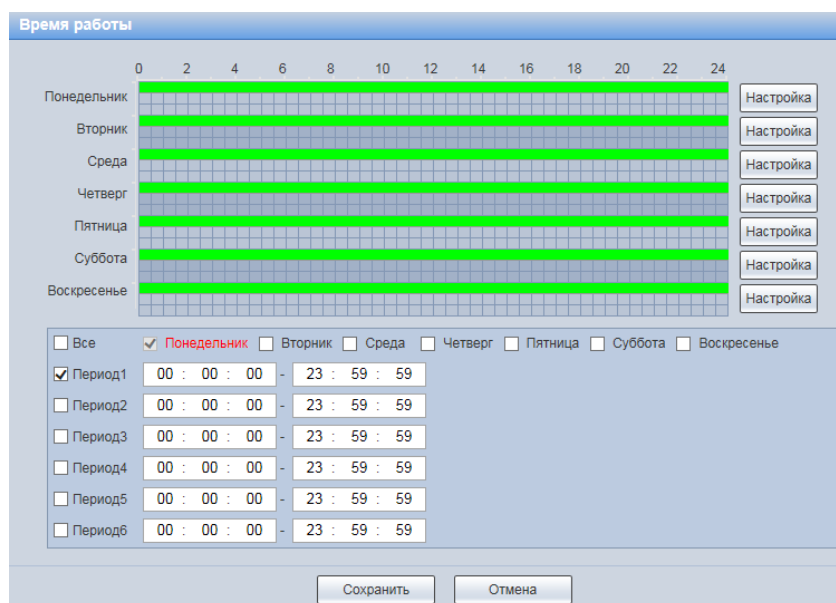 Время работы
0 2 4 6 8 10 12 14 16 18 20 22 24
Понедельник Настройка
Вторник Настройка
Среда Настройка
Четверг Настройка
Пятница Настройка
Суббота Настройка
Воскресенье Настройка
Все Понедельник Вторник Среда Четверг Пятница Суббота Воскресенье
Период1 00 : 00 : 00 - 23 : 59 : 59
Период2 00 : 00 : 00 - 23 : 59 : 59
Период3 00 : 00 : 00 - 23 : 59 : 59
Период4 00 : 00 : 00 - 23 : 59 : 59
Период5 00 : 00 : 00 - 23 : 59 : 59
Период6 00 : 00 : 00 - 23 : 59 : 59
Сохранить Отмена